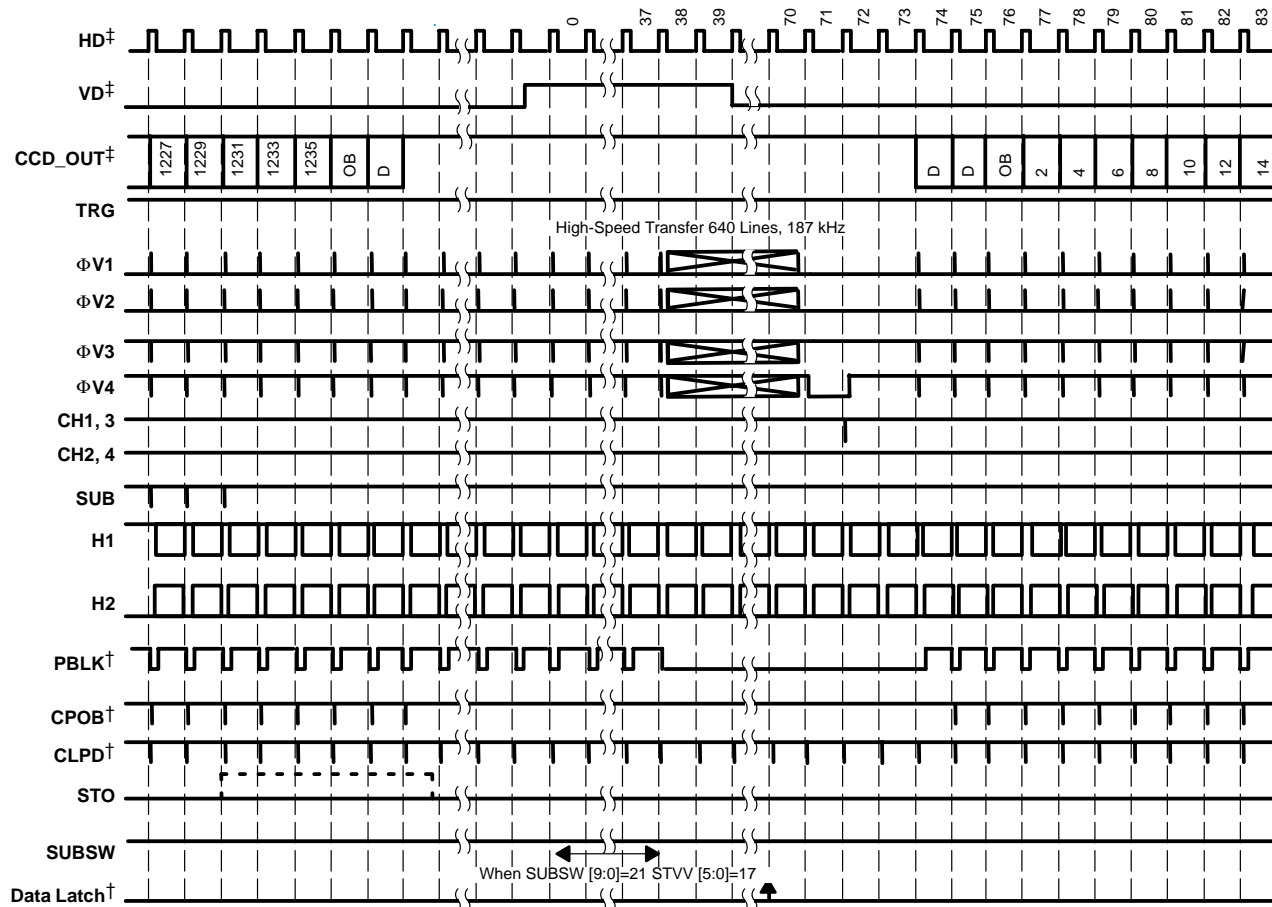 0 37 38 39 70 71 72 73 74 75 76 77 78 79 80 81 82 83
HD‡
VD‡
CCD_OUT‡ 1227 1229 1231 1233 1235 OB D D D OB 2 4 6 8 10 12 14
TRG
High-Speed Transfer 640 Lines, 187 kHz
ΦV1
ΦV2
ΦV3
ΦV4
CH1, 3
CH2, 4
SUB
H1
H2
PBLK†
CPOB†
CLPD†
STO
SUBSW
When SUBSW [9:0]=21 STVV [5:0]=17
Data Latch†